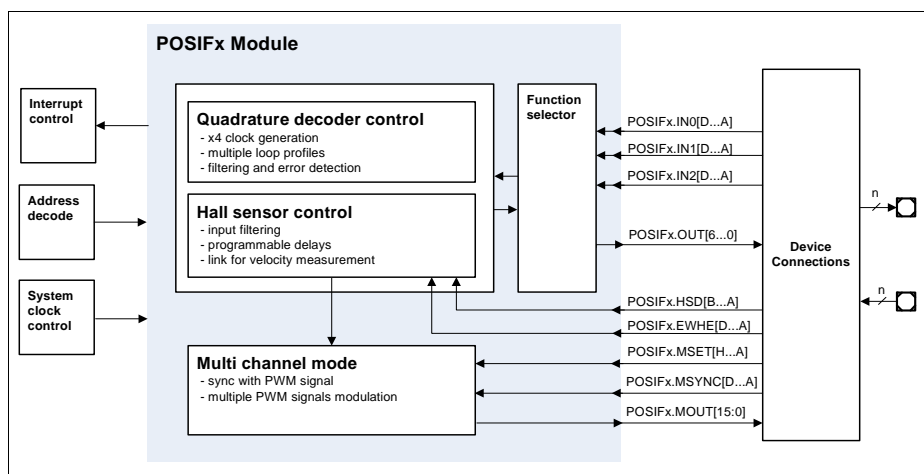 POSIFx Module
Interrupt
control
Address
decode
System
clock
control
Quadrature decoder control
- x4 clock generation
- multiple loop profiles
- filtering and error detection
Hall sensor control
- input filtering
- programmable delays
- link for velocity measurement
Multi channel mode
- sync with PWM signal
- multiple PWM signals modulation
Function
selector
POSIFx.IN0[D...A]
POSIFx.IN1[D...A]
POSIFx.IN2[D...A]
POSIFx.OUT[6...0]
POSIFx.HSD[B...A]
POSIFx.EWHE[D...A]
POSIFx.MSET[H...A]
POSIFx.MSYNC[D...A]
POSIFx.MOUT[15:0]
Device
Connections
n
n